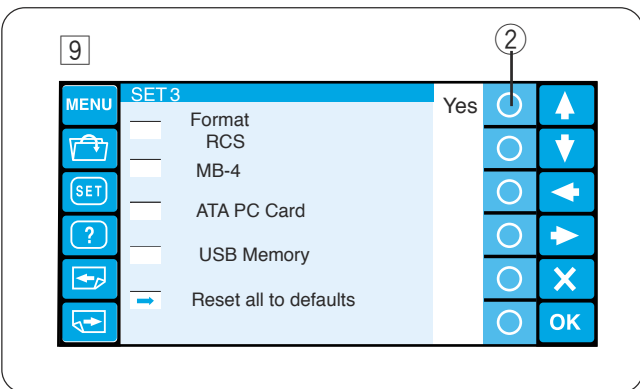 9
2
MENU
SET 3
Yes
Format
RCS
MB-4
SET
ATA PC Card
?
USB Memory
Reset all to defaults
OK